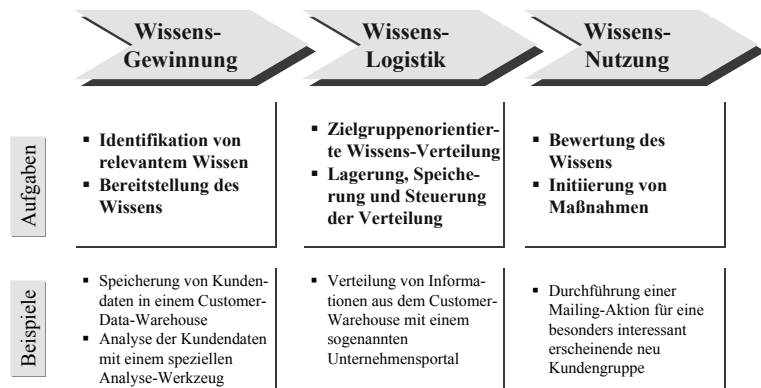 Wissens-
Gewinnung
Wissens-
Logistik
Wissens-
Nutzung
Aufgaben
▪ Identifikation von
relevantem Wissen
▪ Bereitstellung des
Wissens
▪ Zielgruppenorientier-
te Wissens-Verteilung
▪ Lagerung, Speiche-
rung und Steuerung
der Verteilung
▪ Bewertung des
Wissens
▪ Initiierung von
Maßnahmen
Beispiele
▪ Speicherung von Kunden-
daten in einem Customer-
Data-Warehouse
▪ Analyse der Kundendaten
mit einem speziellen
Analyse-Werkzeug
▪ Verteilung von Informa-
tionen aus dem Customer-
Warehouse mit einem
sogenannten
Unternehmensportal
▪ Durchführung einer
Mailing-Aktion für eine
besonders interessant
erscheinende neu
Kundengruppe